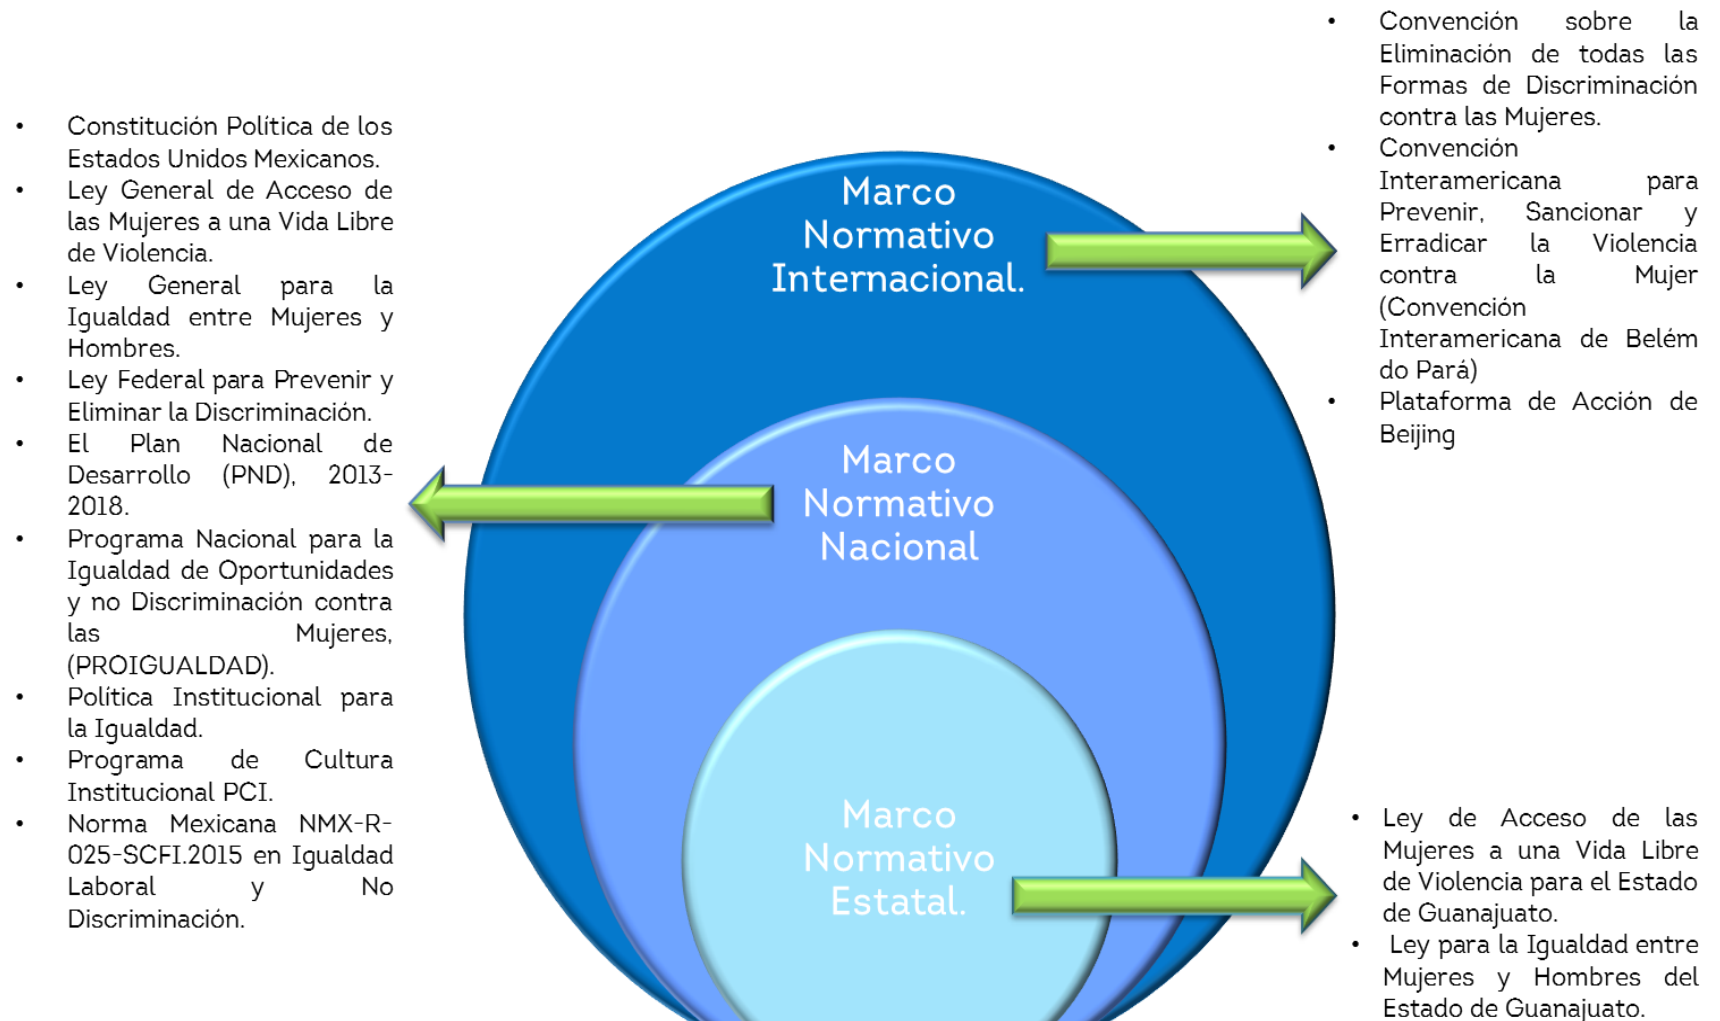 • Constitución Política de los
Estados Unidos Mexicanos.
• Ley General de Acceso de
las Mujeres a una Vida Libre
de Violencia.
• Ley General para la
Igualdad entre Mujeres y
Hombres.
• Ley Federal para Prevenir y
Eliminar la Discriminación.
• El Plan Nacional de
Desarrollo (PND), 2013-
2018.
• Programa Nacional para la
Igualdad de Oportunidades
y no Discriminación contra
las Mujeres,
(PROIGUALDAD).
• Política Institucional para
la Igualdad.
• Programa de Cultura
Institucional PCI.
• Norma Mexicana NMX-R-
025-SCFI.2015 en Igualdad
Laboral y No
Discriminación.
Marco
Normativo
Internacional.
Marco
Normativo
Nacional
Marco
Normativo
Estatal.
• Convención sobre la
Eliminación de todas las
Formas de Discriminación
contra las Mujeres.
• Convención
Interamericana para
Prevenir, Sancionar y
Erradicar la Violencia
contra la Mujer
(Convención
Interamericana de Belém
do Pará)
• Plataforma de Acción de
Beijing
• Ley de Acceso de las
Mujeres a una Vida Libre
de Violencia para el Estado
de Guanajuato.
• Ley para la Igualdad entre
Mujeres y Hombres del
Estado de Guanajuato.